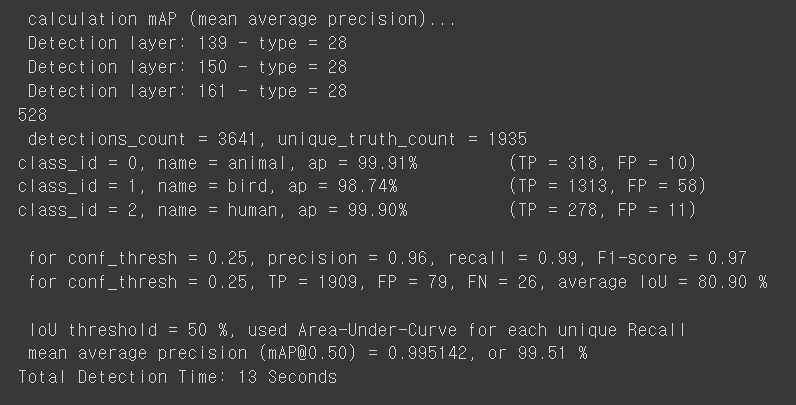 calculation mAP (mean average precision)...
Detection layer: 139 - type = 28
Detection layer: 150 - type = 28
Detection layer: 161 - type = 28
528
detections_count = 3641, unique_truth_count = 1935
class_id = 0, name = animal, ap = 99.91% (TP = 318, FP = 10)
class_id = 1, name = bird, ap = 98.74% (TP = 1313, FP = 58)
class_id = 2, name = human, ap = 99.90% (TP = 278, FP = 11)
for conf_thresh = 0.25, precision = 0.96, recall = 0.99, F1-score = 0.97
for conf_thresh = 0.25, TP = 1909, FP = 79, FN = 26, average IoU = 80.90 %
IoU threshold = 50 %, used Area-Under-Curve for each unique Recall
mean average precision (mAP@0.50) = 0.995142, or 99.51 %
Total Detection Time: 13 Seconds